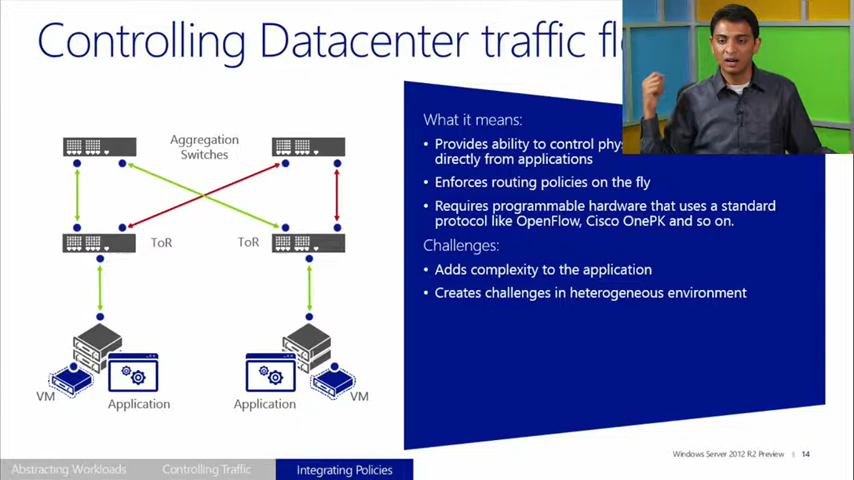 Controlling Datacenter traffic
What it means:
Provides ability to control
directly from applications
Enforces routing policies on the fly
Requires programmable hardware that uses a standard
protocol like OpenFlow, Cisco OnePK and so on.
Challenges:
Adds complexity to the application
Creates challenges in heterogeneous environment
Aggregation
Switches
ToR
ToR
VM
Application
Application
VM
Windows Server 2012 R2 Preview 14
Abstracting Workloads
Controlling Traffic
Integrating Policies